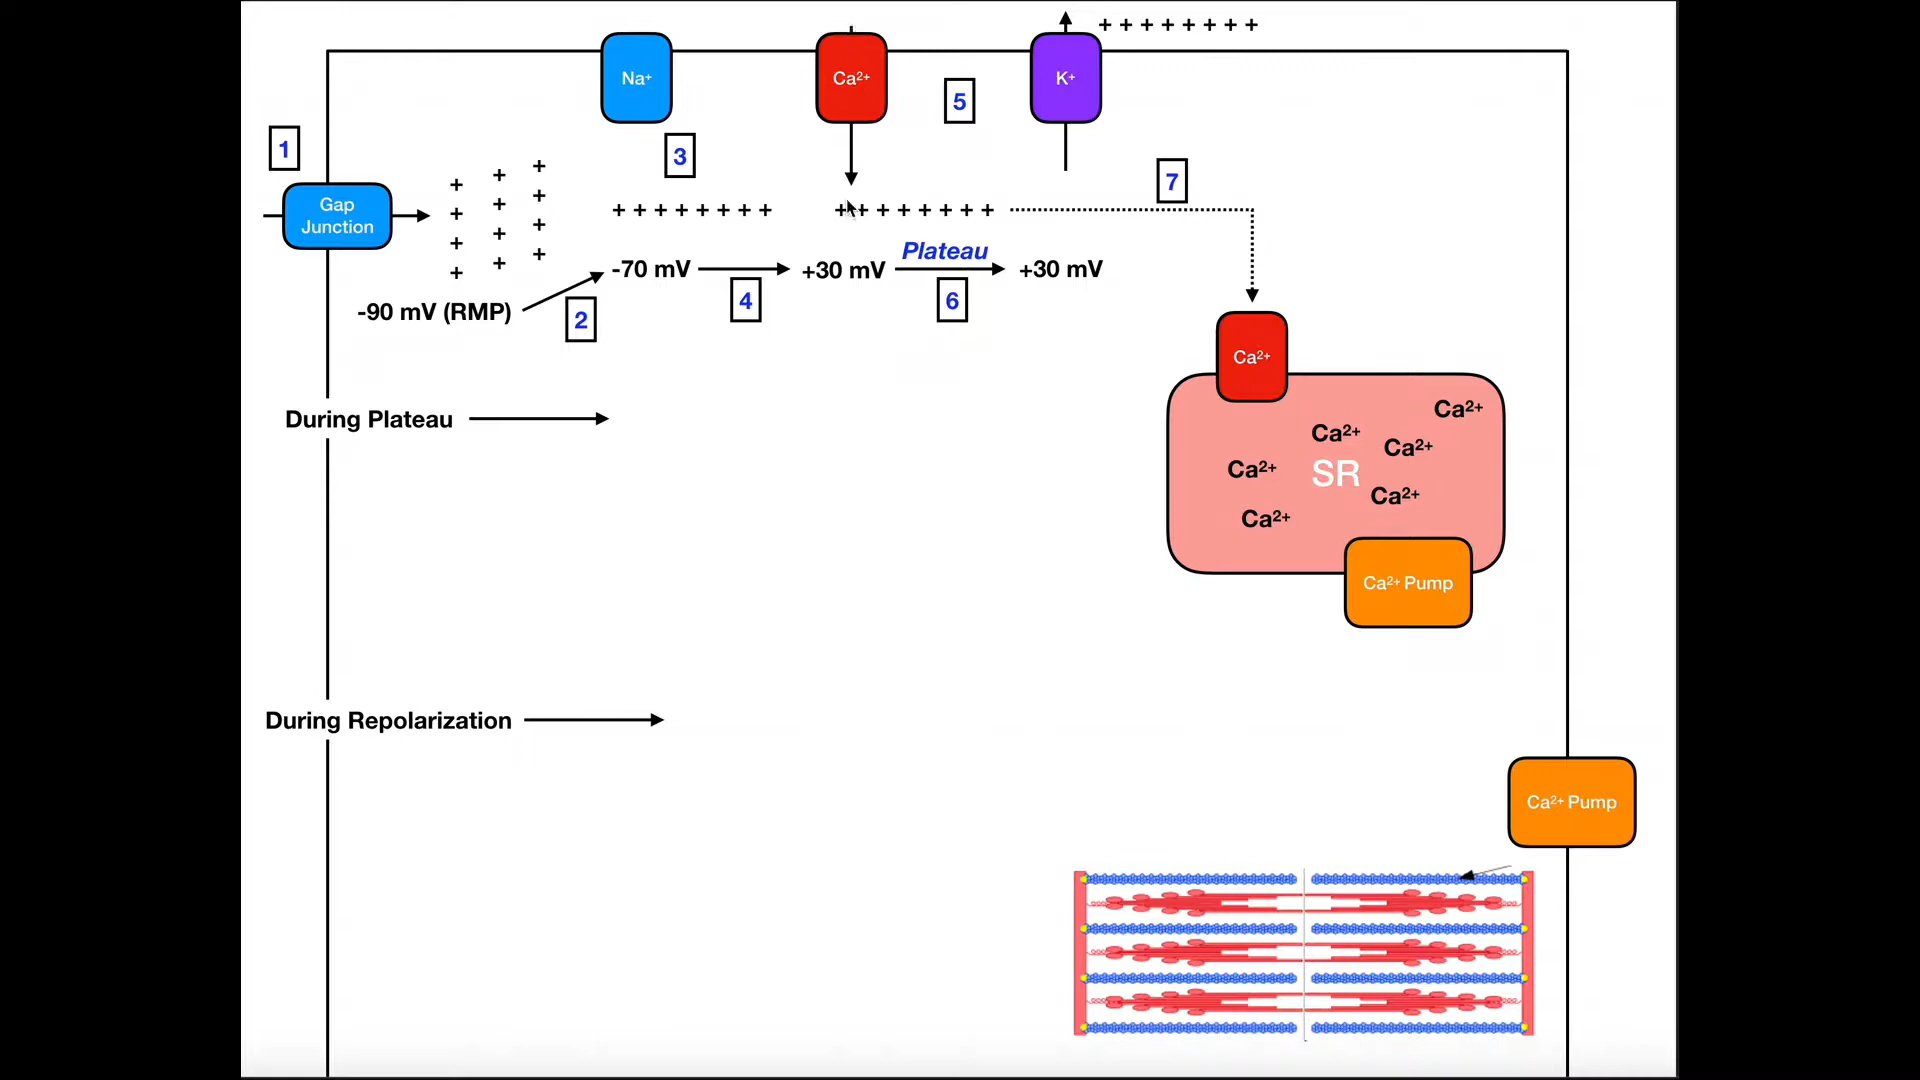 + + + + + + + +
Na⁺
Ca²⁺
K⁺
5
1
3
7
Gap
Junction
+ + +
+ + +
+ + +
+ + +
+ + + + + + + +
+ + + + + + + +
Plateau
-70 mV
+30 mV
+30 mV
4
6
-90 mV (RMP)
2
Ca²⁺
During Plateau
Ca²⁺
Ca²⁺
Ca²⁺
Ca²⁺
SR
Ca²⁺
Ca²⁺
Ca²⁺ Pump
During Repolarization
Ca²⁺ Pump